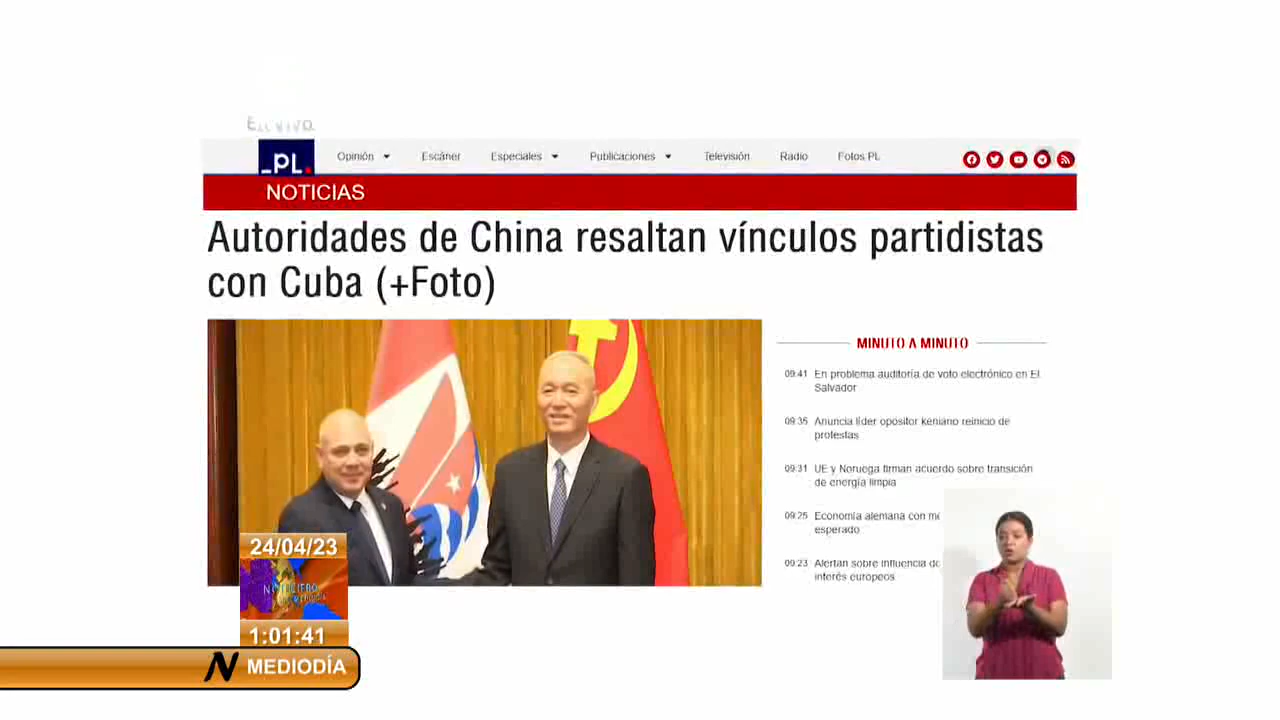 En vivo
_PL.
Opinión
Escáner
Especiales
Publicaciones
Televisión
Radio
Fotos PL
NOTICIAS
Autoridades de China resaltan vínculos partidistas
con Cuba (+Foto)
MINUTO A MINUTO
09:41 En problema auditoría de voto electrónico en El
Salvador
09:35 Anuncia líder opositor keniano reinicio de
protestas
09:31 UE y Noruega firman acuerdo sobre transición
de energía limpia
09:25 Economía alemana con
esperado
09:23 Alertan sobre influencia
interés europeos
24/04/23
NOTICIERO
1:01:41
N MEDIODÍA